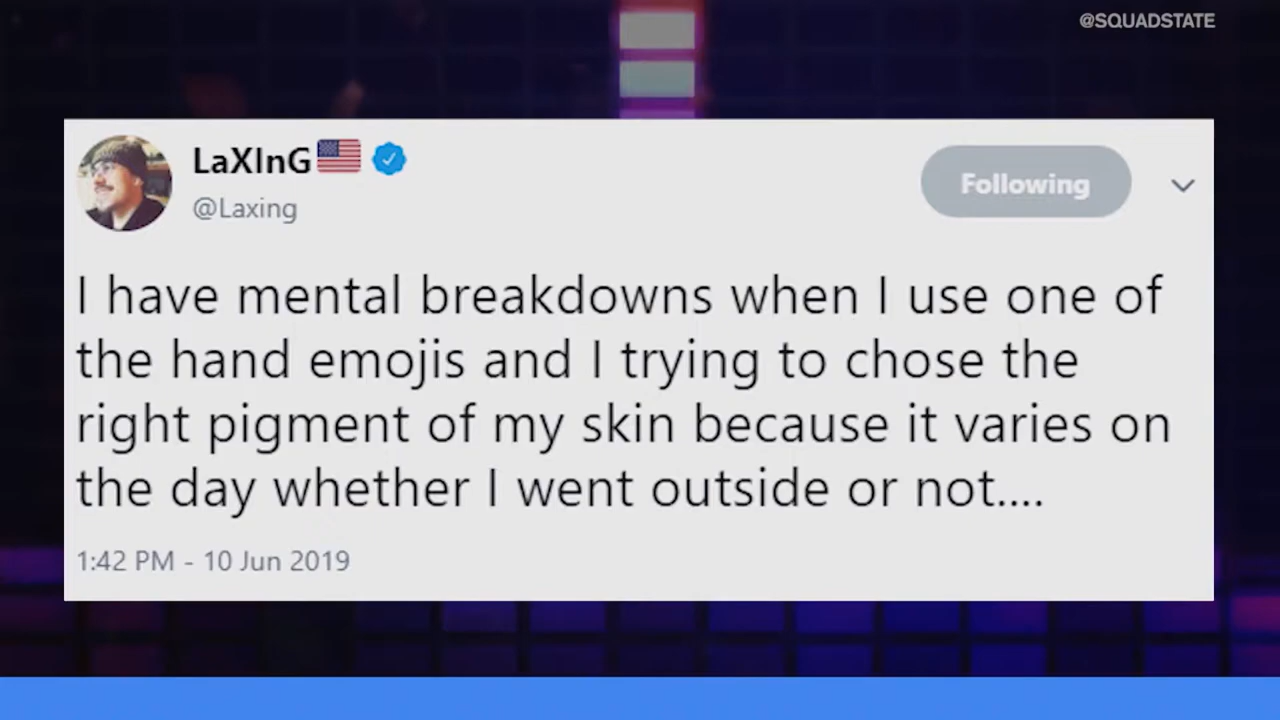 @SQUADSTATE
LaXInG
@Laxing
Following
I have mental breakdowns when I use one of
the hand emojis and I trying to chose the
right pigment of my skin because it varies on
the day whether I went outside or not....
1:42 PM - 10 Jun 2019